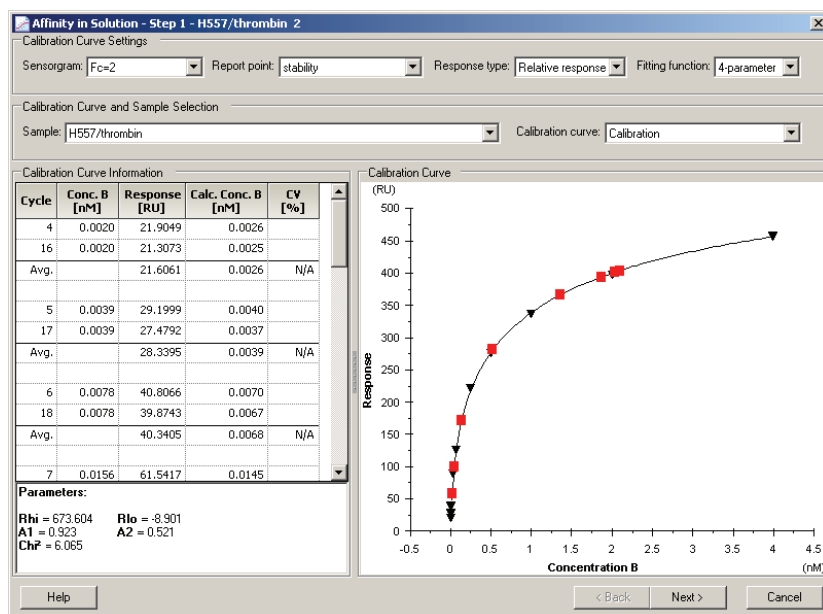 Affinity in Solution - Step 1 - H557/thrombin 2
Calibration Curve Settings
Sensorgram: Fc=2 Report point: stability Response type: Relative response Fitting function: 4-parameter
Calibration Curve and Sample Selection
Sample: H557/thrombin Calibration curve: Calibration
Calibration Curve Information
Cycle Conc. B [nM] Response [RU] Calc. Conc. B [nM] CV [%]
4 0.0020 21.9049 0.0026
16 0.0020 21.3073 0.0025
Avg. 21.6061 0.0026 N/A
5 0.0039 29.1999 0.0040
17 0.0039 27.4792 0.0037
Avg. 28.3395 0.0039 N/A
6 0.0078 40.8066 0.0070
18 0.0078 39.8743 0.0067
Avg. 40.3405 0.0068 N/A
7 0.0156 61.5417 0.0145
Parameters:
Rhi = 673.604 Rlo = -8.901
A1 = 0.923 A2 = 0.521
Chi² = 6.065
Calibration Curve
(RU)
500
450
400
350
300
250
200
150
100
50
0
Response
-0.5 0 0.5 1 1.5 2 2.5 3 3.5 4 4.5
Concentration B (nM)
Help < Back Next > Cancel